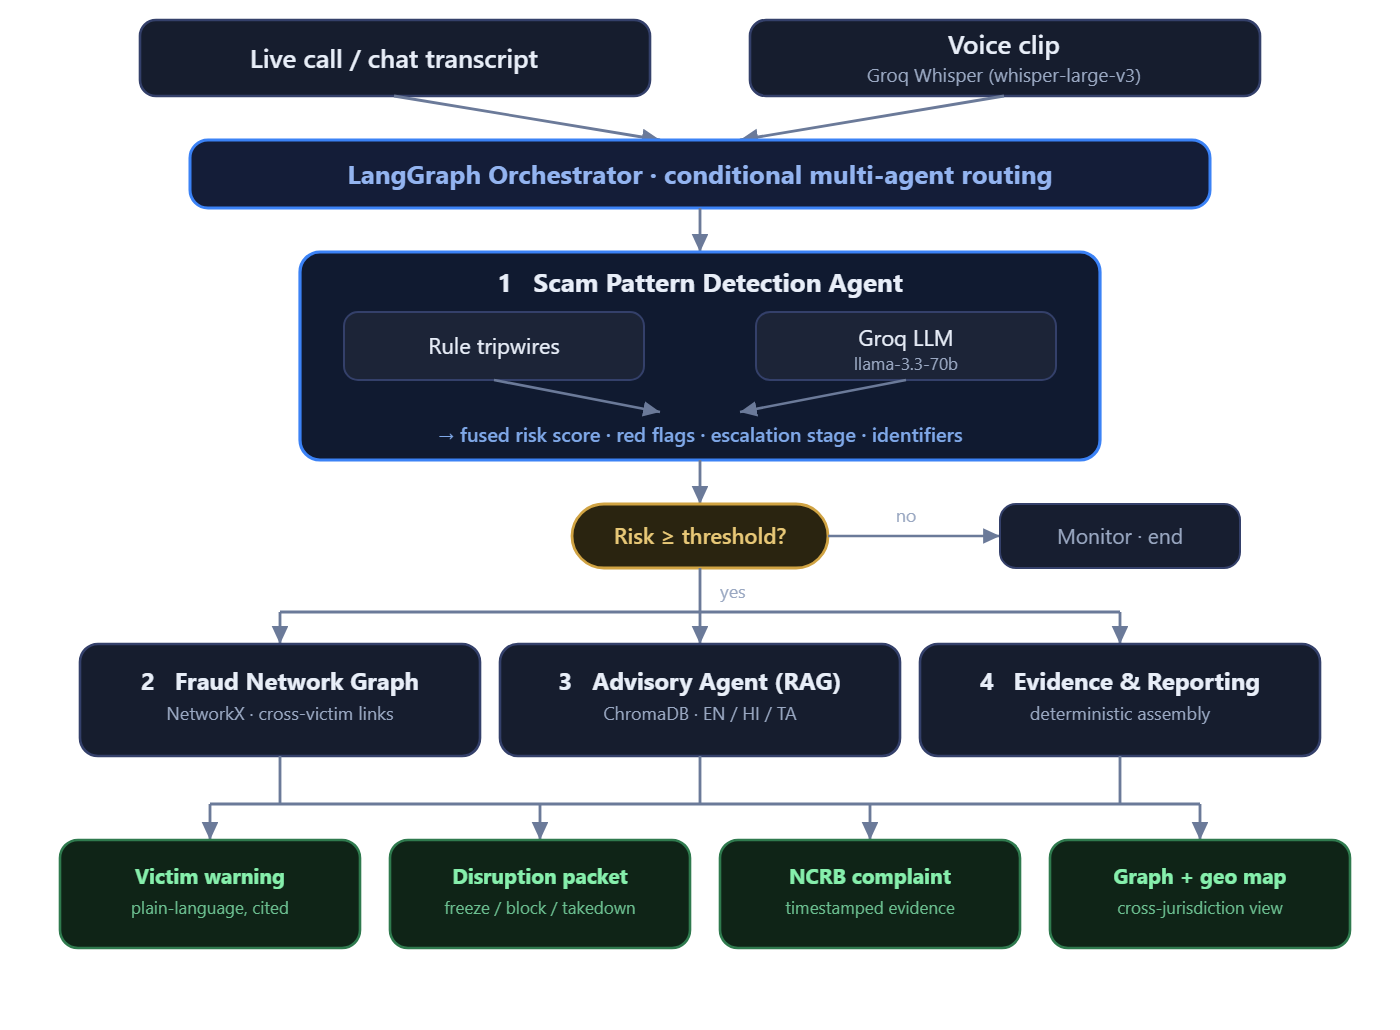 Live call / chat transcript
Voice clip
Groq Whisper (whisper-large-v3)
LangGraph Orchestrator · conditional multi-agent routing
1 Scam Pattern Detection Agent
Rule tripwires
Groq LLM
llama-3.3-70b
→ fused risk score · red flags · escalation stage · identifiers
Risk ≥ threshold?
no
Monitor · end
yes
2 Fraud Network Graph
NetworkX · cross-victim links
3 Advisory Agent (RAG)
ChromaDB · EN / HI / TA
4 Evidence & Reporting
deterministic assembly
Victim warning
plain-language, cited
Disruption packet
freeze / block / takedown
NCRB complaint
timestamped evidence
Graph + geo map
cross-jurisdiction view